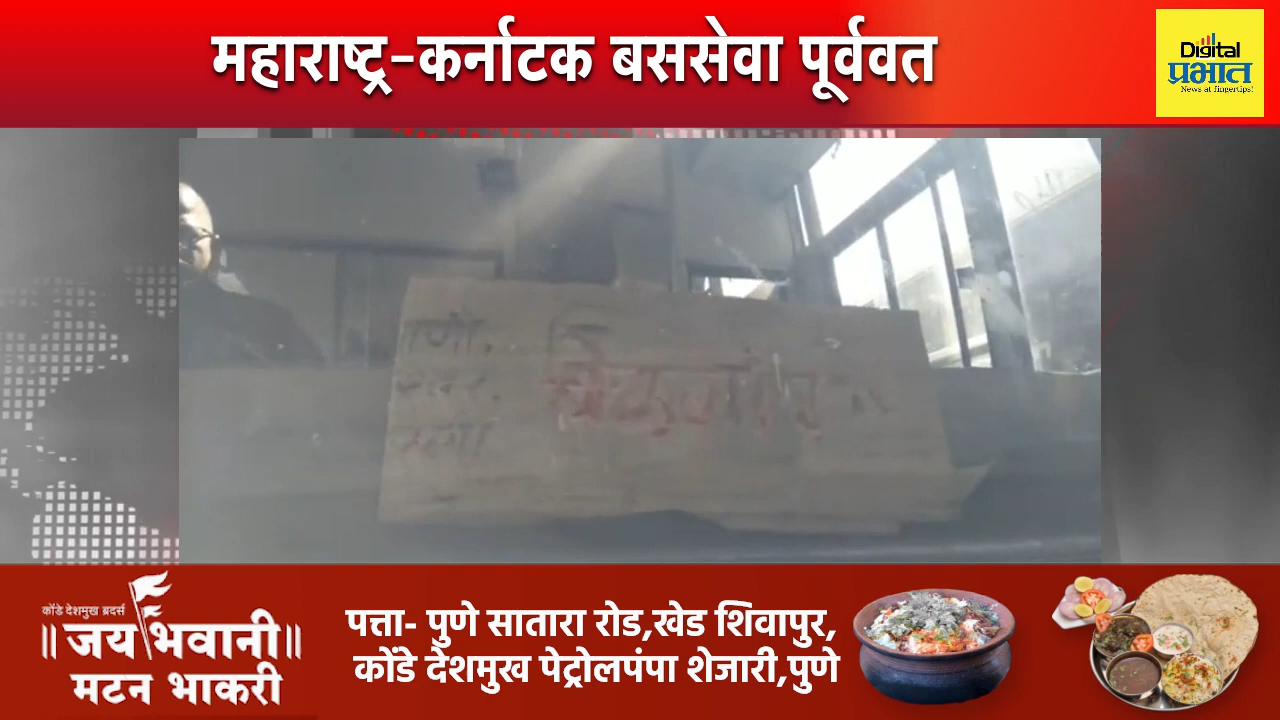 महाराष्ट्र-कर्नाटक बससेवा पूर्ववत
Digital
प्रभात
News at fingertips!
कोंडे देशमुख ब्रदर्स
॥ जय भवानी ॥
मटन भाकरी
पत्ता- पुणे सातारा रोड,खेड शिवापुर,
कोंडे देशमुख पेट्रोलपंपा शेजारी,पुणे